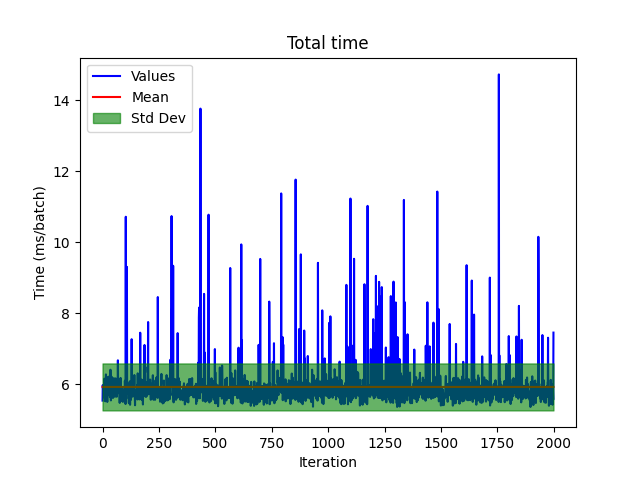 Total time
Values
Mean
Std Dev
14
12
10
8
6
Time (ms/batch)
0 250 500 750 1000 1250 1500 1750 2000
Iteration